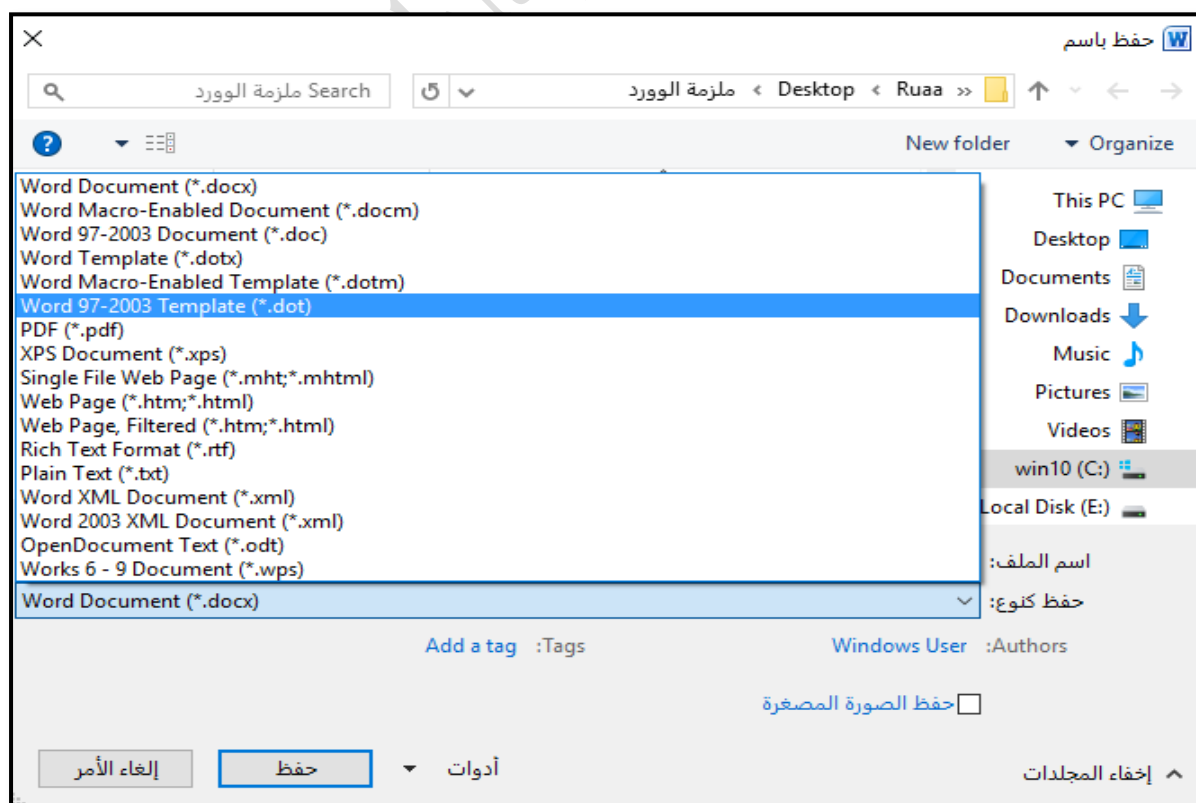 حفظ باسم
Ruaa › Desktop › ملزمة الوورد
Search ملزمة الوورد
Organize
New folder
Word Document (*.docx)
Word Macro-Enabled Document (*.docm)
Word 97-2003 Document (*.doc)
Word Template (*.dotx)
Word Macro-Enabled Template (*.dotm)
Word 97-2003 Template (*.dot)
PDF (*.pdf)
XPS Document (*.xps)
Single File Web Page (*.mht;*.mhtml)
Web Page (*.htm;*.html)
Web Page, Filtered (*.htm;*.html)
Rich Text Format (*.rtf)
Plain Text (*.txt)
Word XML Document (*.xml)
Word 2003 XML Document (*.xml)
OpenDocument Text (*.odt)
Works 6 - 9 Document (*.wps)
This PC
Desktop
Documents
Downloads
Music
Pictures
Videos
win10 (C:)
Local Disk (E:)
اسم الملف:
حفظ كنوع: Word Document (*.docx)
Authors: Windows User
Tags: Add a tag
حفظ الصورة المصغرة
إخفاء المجلدات
أدوات
حفظ
إلغاء الأمر